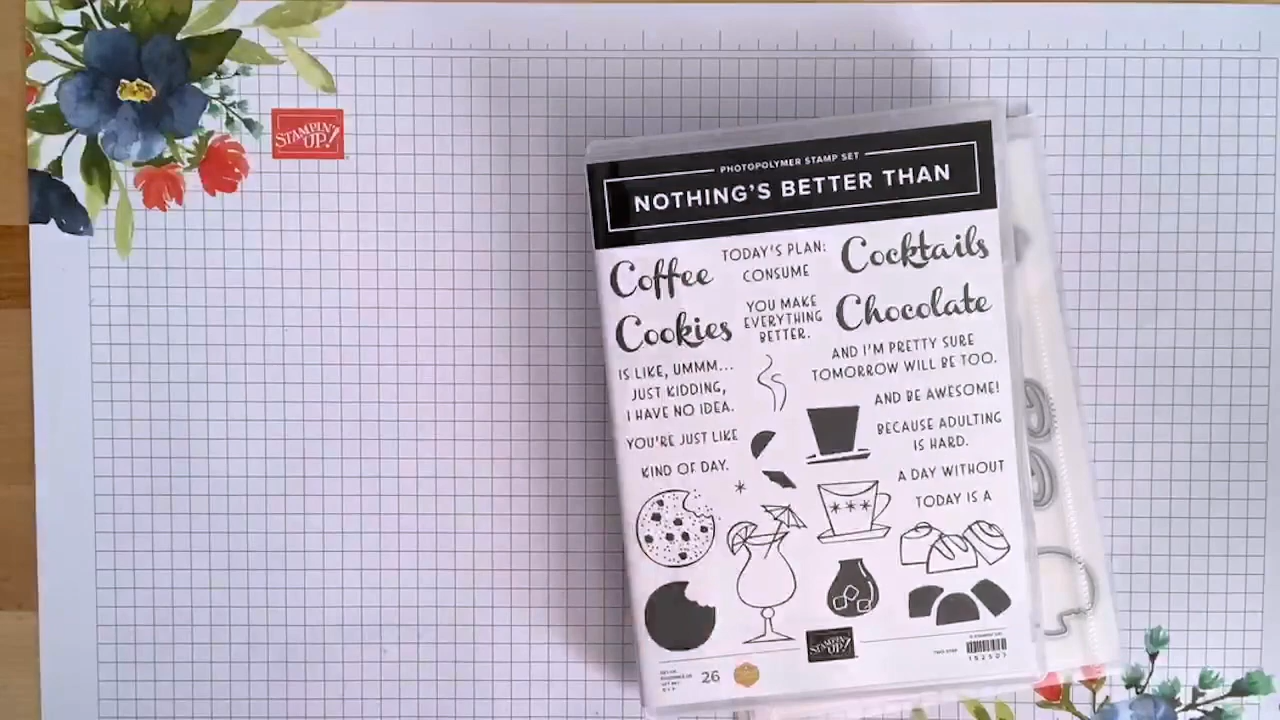 STAMPIN' UP!
PHOTOPOLYMER STAMP SET
NOTHING'S BETTER THAN
Coffee
TODAY'S PLAN:
CONSUME
Cocktails
Cookies
YOU MAKE
EVERYTHING
BETTER.
Chocolate
AND I'M PRETTY SURE
TOMORROW WILL BE TOO.
IS LIKE, UMMM...
JUST KIDDING,
I HAVE NO IDEA.
AND BE AWESOME!
YOU'RE JUST LIKE
BECAUSE ADULTING
IS HARD.
KIND OF DAY.
A DAY WITHOUT
TODAY IS A
STAMPIN' UP!
26
152507